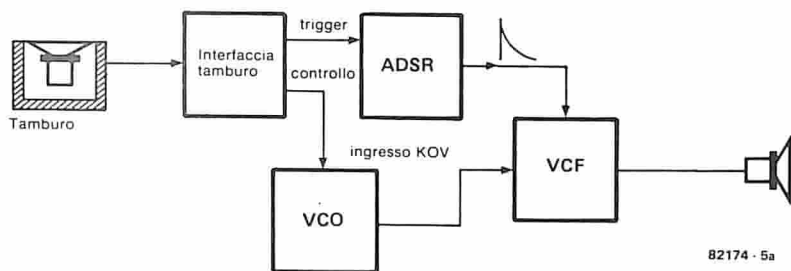 Tamburo
Interfaccia
tamburo
trigger
controllo
ADSR
ingresso KOV
VCO
VCF
82174 - 5a